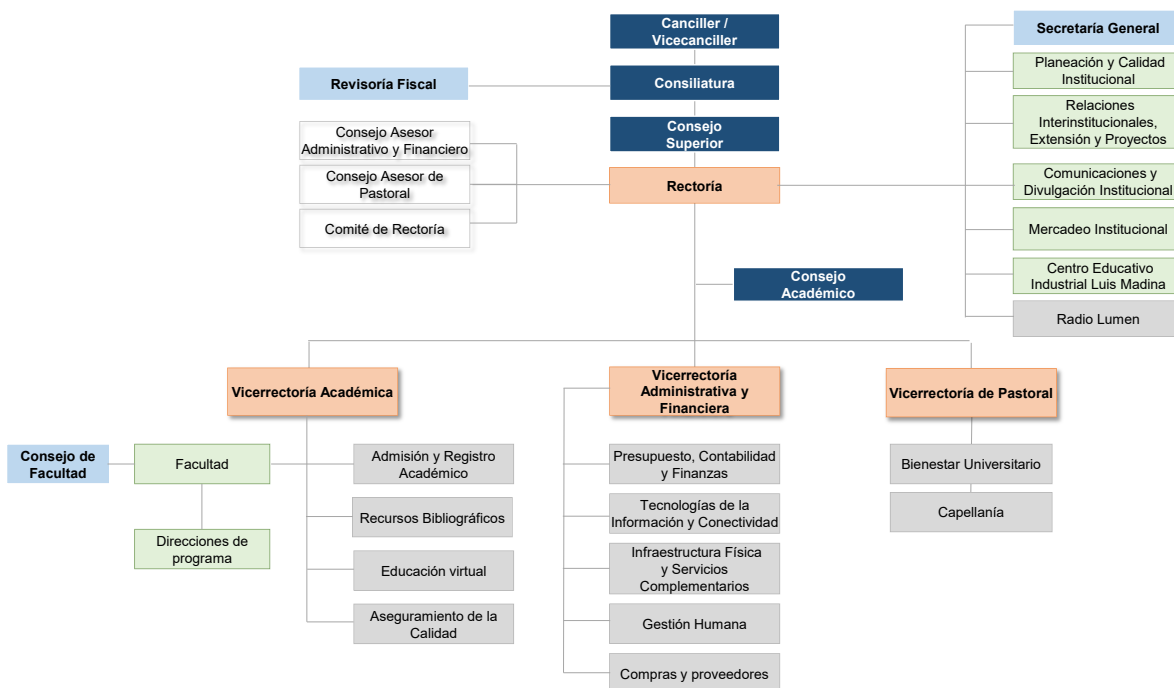 Canciller /
Vicecanciller
Secretaría General
Revisoría Fiscal
Consiliatura
Planeación y Calidad
Institucional
Relaciones
Interinstitucionales,
Extensión y Proyectos
Consejo Asesor
Administrativo y Financiero
Consejo
Superior
Consejo Asesor de
Pastoral
Rectoría
Comunicaciones y
Divulgación Institucional
Comité de Rectoría
Mercadeo Institucional
Consejo
Académico
Centro Educativo
Industrial Luis Madina
Radio Lumen
Vicerrectoría Académica
Vicerrectoría
Administrativa y
Financiera
Vicerrectoría de Pastoral
Consejo de
Facultad
Facultad
Admisión y Registro
Académico
Presupuesto, Contabilidad
y Finanzas
Bienestar Universitario
Recursos Bibliográficos
Tecnologías de la
Información y Conectividad
Capellanía
Direcciones de
programa
Educación virtual
Infraestructura Física
y Servicios
Complementarios
Aseguramiento de la
Calidad
Gestión Humana
Compras y proveedores